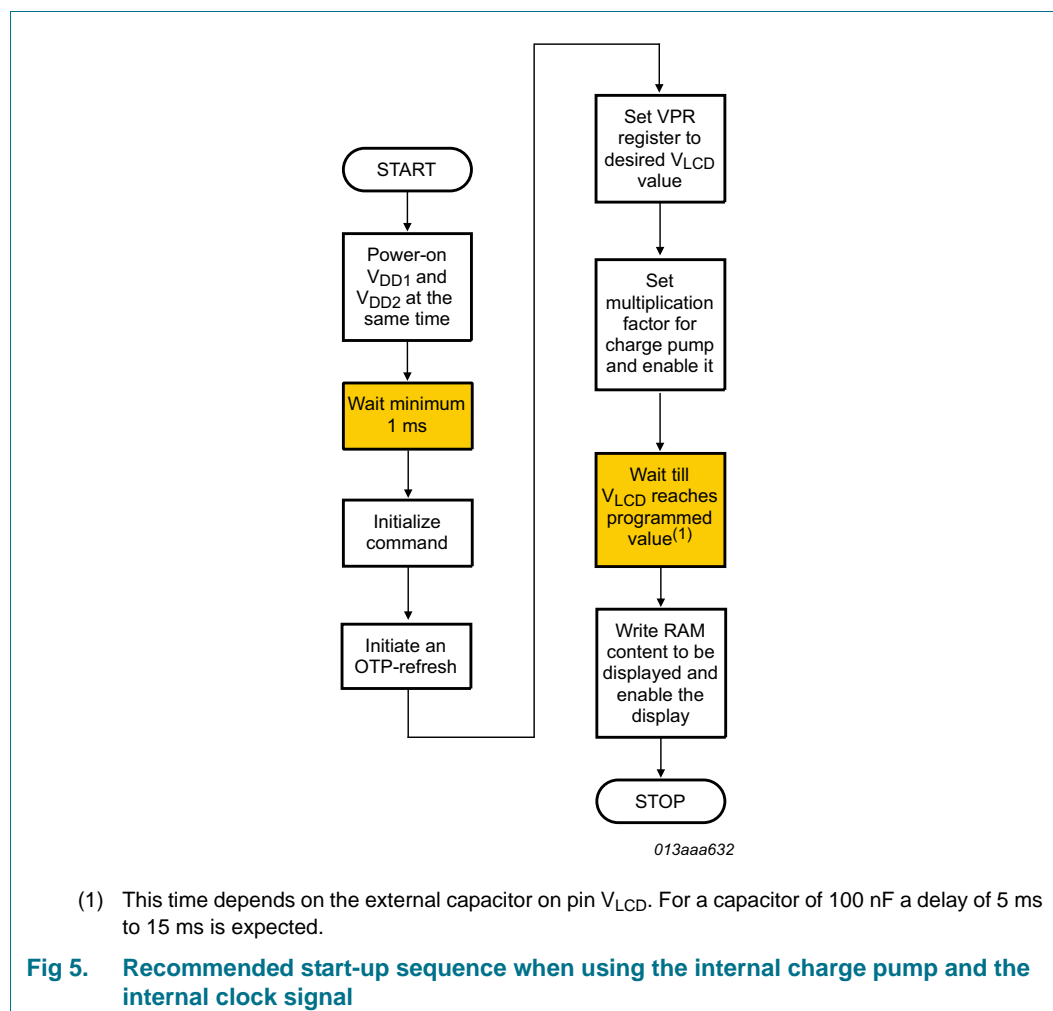 START
Power-on
VDD1 and
VDD2 at the
same time
Wait minimum
1 ms
Initialize
command
Initiate an
OTP-refresh
Set VPR
register to
desired VLCD
value
Set
multiplication
factor for
charge pump
and enable it
Wait till
VLCD reaches
programmed
value(1)
Write RAM
content to be
displayed and
enable the
display
STOP
013aaa632
(1) This time depends on the external capacitor on pin VLCD. For a capacitor of 100 nF a delay of 5 ms
to 15 ms is expected.
Fig 5. Recommended start-up sequence when using the internal charge pump and the
internal clock signal